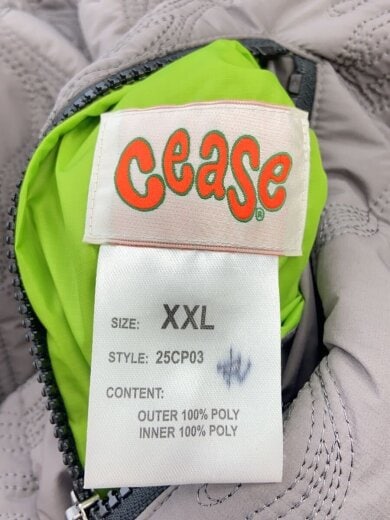 cease®
SIZE: XXL
STYLE: 25CP03
CONTENT:
OUTER 100% POLY
INNER 100% POLY